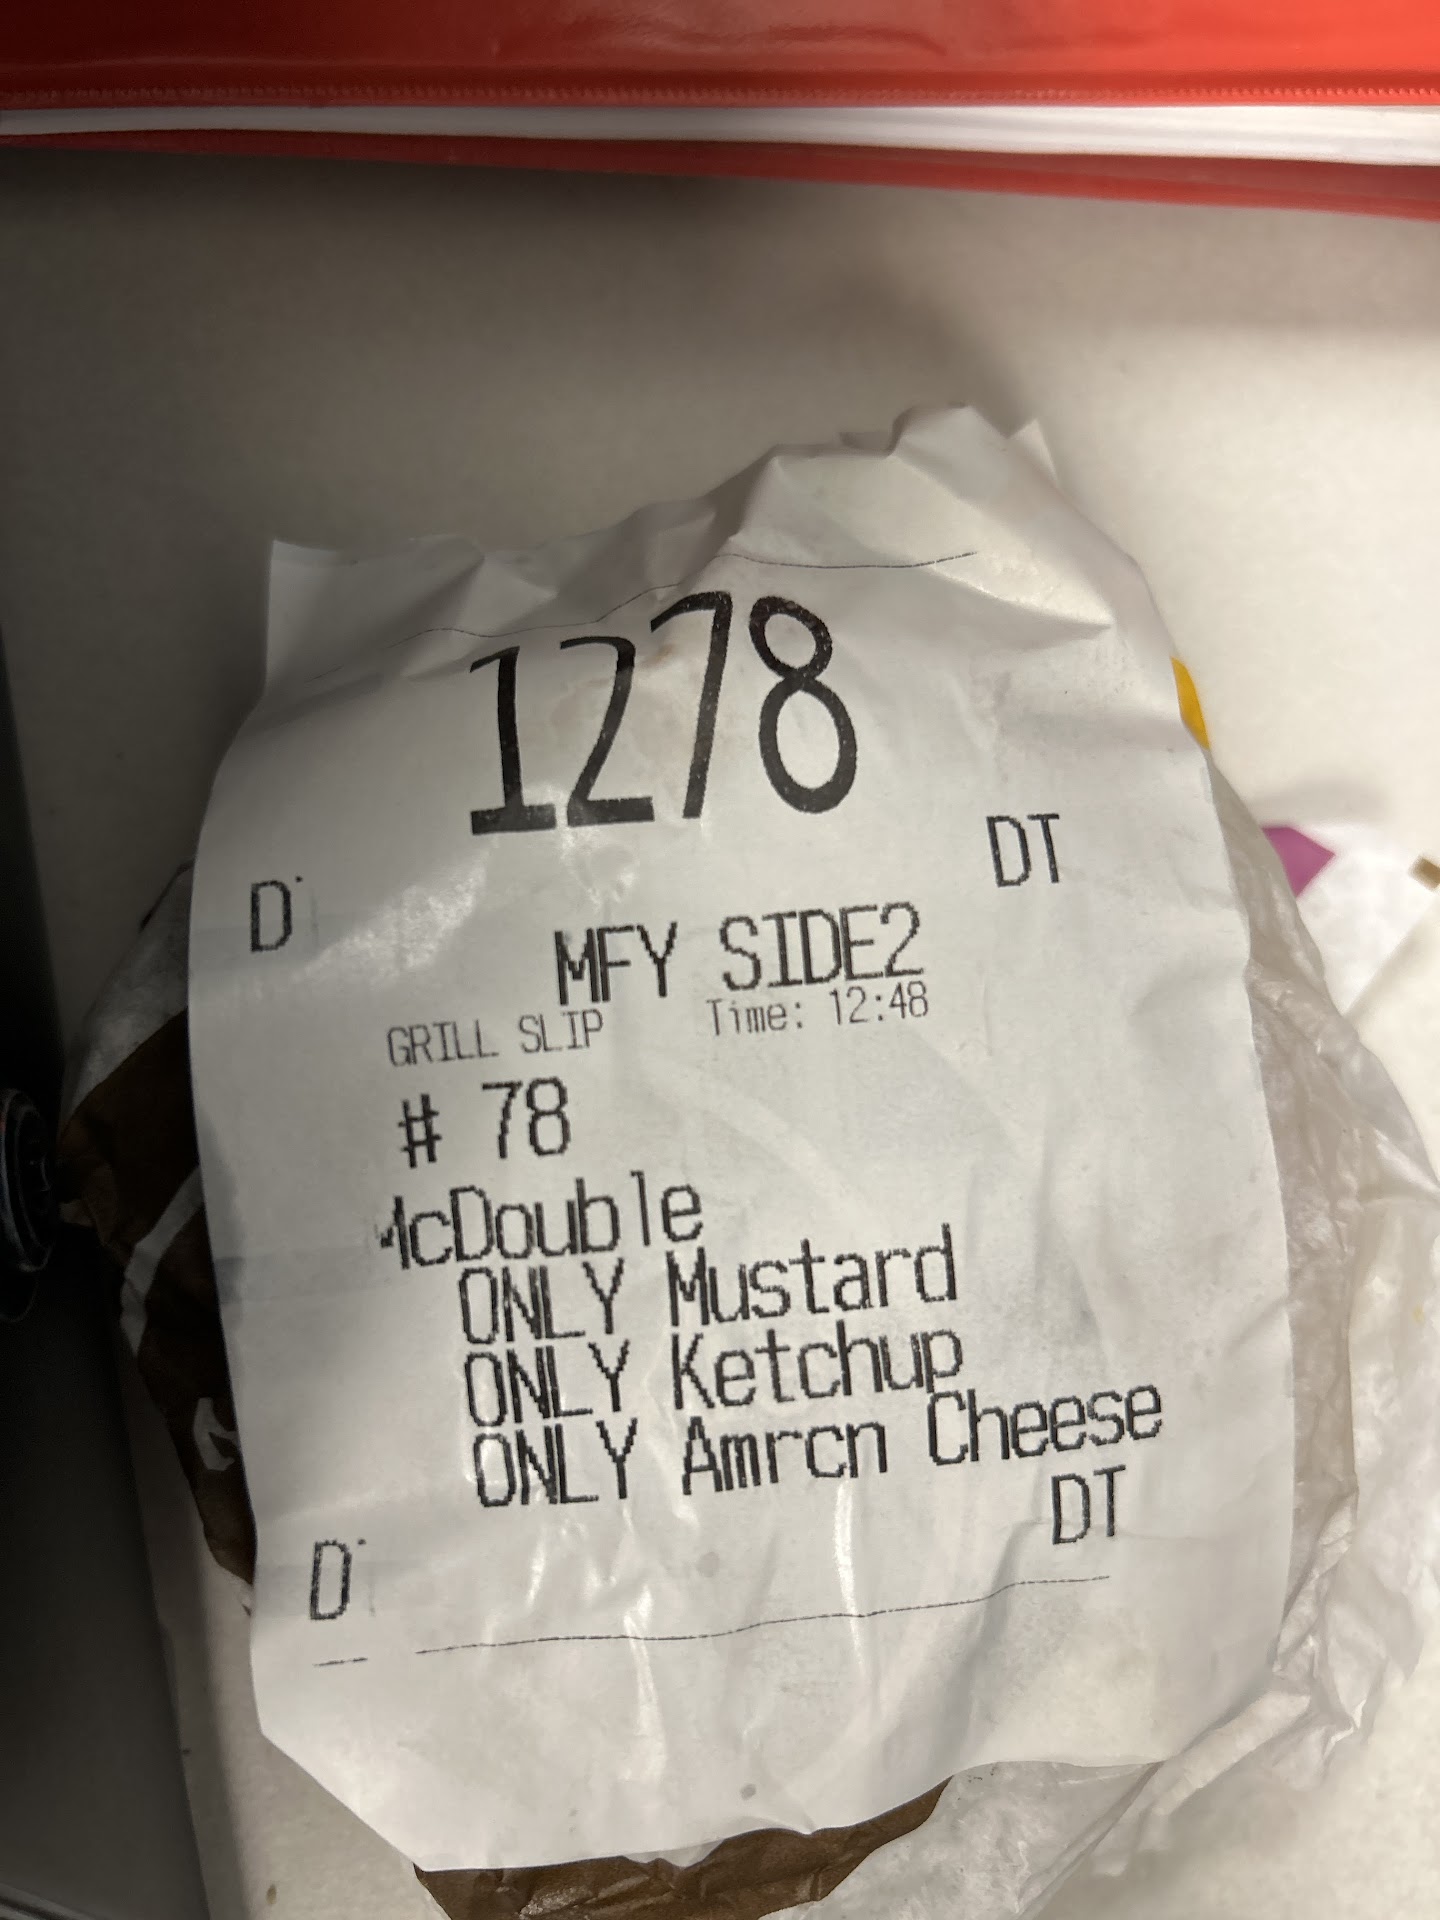 1278
D DT
MFY SIDE2
GRILL SLIP Time: 12:48
# 78
McDouble
ONLY Mustard
ONLY Ketchup
ONLY Amrcn Cheese
D DT